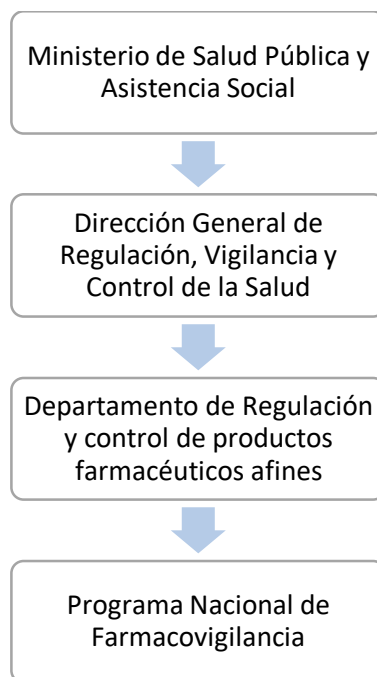 Ministerio de Salud Pública y
Asistencia Social
Dirección General de
Regulación, Vigilancia y
Control de la Salud
Departamento de Regulación
y control de productos
farmacéuticos afines
Programa Nacional de
Farmacovigilancia